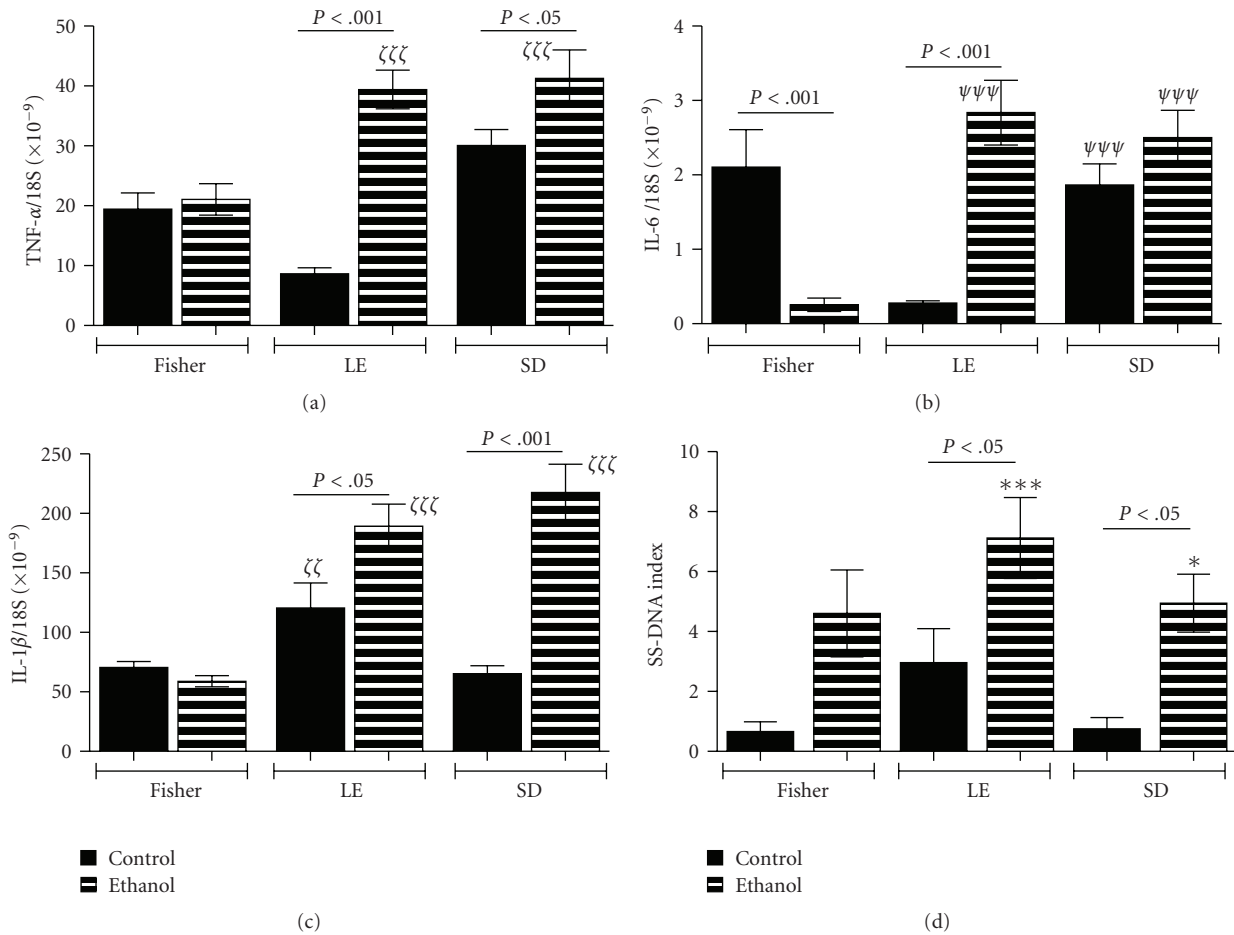 P < .001
P < .05
ζζζ
ζζζ
TNF-α/18S (×10−9)
50
40
30
20
10
0
Fisher LE SD
(a)
P < .001
P < .001
ψψψ
ψψψ
ψψψ
IL-6 /18S (×10−9)
4
3
2
1
0
Fisher LE SD
(b)
P < .001
P < .05
ζζζ
ζζζ
ζζ
IL-1β/18S (×10−9)
250
200
150
100
50
0
Fisher LE SD
Control
Ethanol
(c)
P < .05
P < .05
***
*
SS-DNA index
10
8
6
4
2
0
Fisher LE SD
Control
Ethanol
(d)